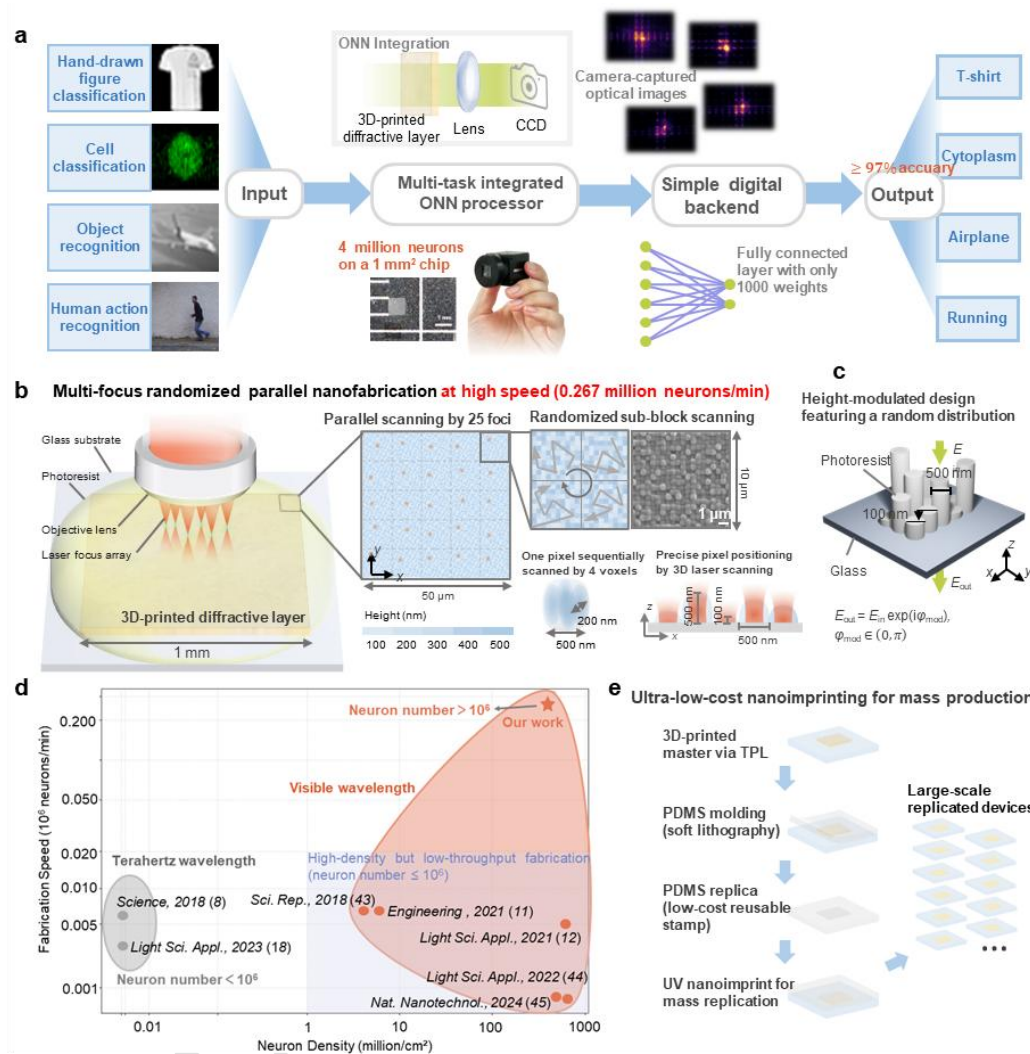 a
Hand-drawn
figure
classification
Cell
classification
Object
recognition
Human action
recognition
Input
ONN Integration
3D-printed
diffractive layer
Lens
CCD
Multi-task integrated
ONN processor
4 million neurons
on a 1 mm² chip
1 mm
Camera-captured
optical images
Simple digital
backend
Fully connected
layer with only
1000 weights
≥ 97% accuary
Output
T-shirt
Cytoplasm
Airplane
Running
b
Multi-focus randomized parallel nanofabrication at high speed (0.267 million neurons/min)
Glass substrate
Photoresist
Objective lens
Laser focus array
3D-printed diffractive layer
1 mm
Parallel scanning by 25 foci
y
x
50 µm
Height (nm)
100 200 300 400 500
Randomized sub-block scanning
1 µm
10 µm
One pixel sequentially
scanned by 4 voxels
200 nm
500 nm
Precise pixel positioning
by 3D laser scanning
z
x
500 nm
100 nm
500 nm
c
Height-modulated design
featuring a random distribution
E
Photoresist
500 nm
100 nm
Glass
E_out
z
x
y
E_out = E_in exp(iφ_mod),
φ_mod ∈ (0, π)
d
Fabrication Speed (10⁶ neurons/min)
0.200
0.050
0.020
0.010
0.005
0.001
Neuron number > 10⁶
Our work
Visible wavelength
High-density but low-throughput fabrication
(neuron number ≤ 10⁶)
Terahertz wavelength
Science, 2018 (8)
Light Sci. Appl., 2023 (18)
Neuron number < 10⁶
Sci. Rep., 2018 (43)
Engineering , 2021 (11)
Light Sci. Appl., 2021 (12)
Light Sci. Appl., 2022 (44)
Nat. Nanotechnol., 2024 (45)
0.01
1
10
100
1000
Neuron Density (million/cm²)
e
Ultra-low-cost nanoimprinting for mass production
3D-printed
master via TPL
PDMS molding
(soft lithography)
PDMS replica
(low-cost reusable
stamp)
UV nanoimprint for
mass replication
Large-scale
replicated devices
•••